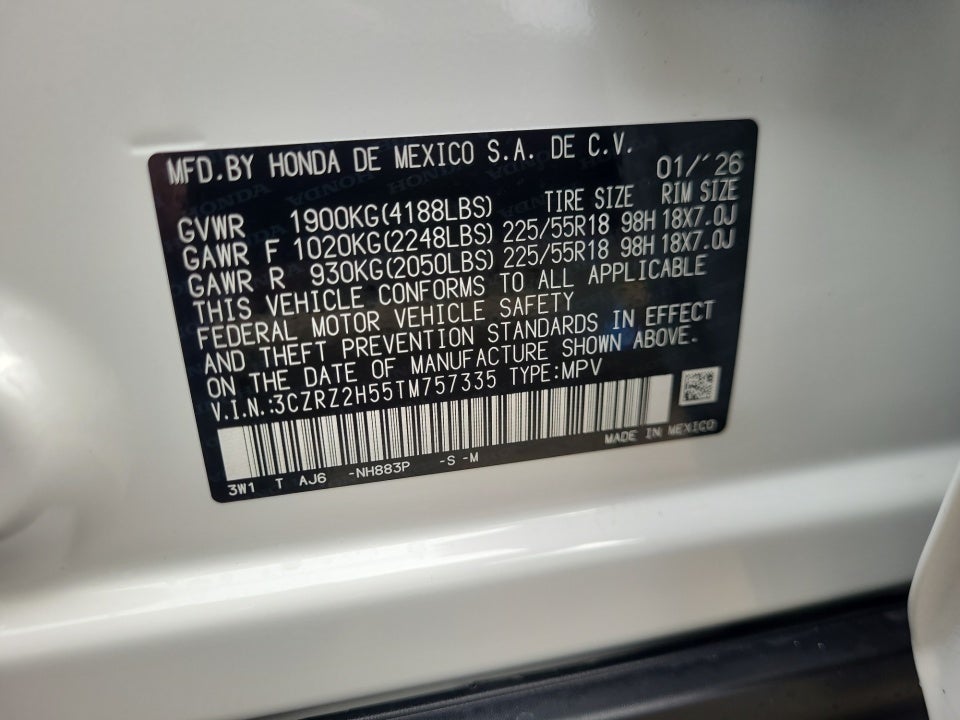 MFD.BY HONDA DE MEXICO S.A. DE C.V. 01/'26
TIRE SIZE RIM SIZE
GVWR 1900KG(4188LBS)
GAWR F 1020KG(2248LBS) 225/55R18 98H 18X7.0J
GAWR R 930KG(2050LBS) 225/55R18 98H 18X7.0J
THIS VEHICLE CONFORMS TO ALL APPLICABLE
FEDERAL MOTOR VEHICLE SAFETY
AND THEFT PREVENTION STANDARDS IN EFFECT
ON THE DATE OF MANUFACTURE SHOWN ABOVE.
V.I.N.:3CZRZ2H55TM757335 TYPE:MPV
MADE IN MEXICO
3W1 T AJ6 -NH883P -S -M